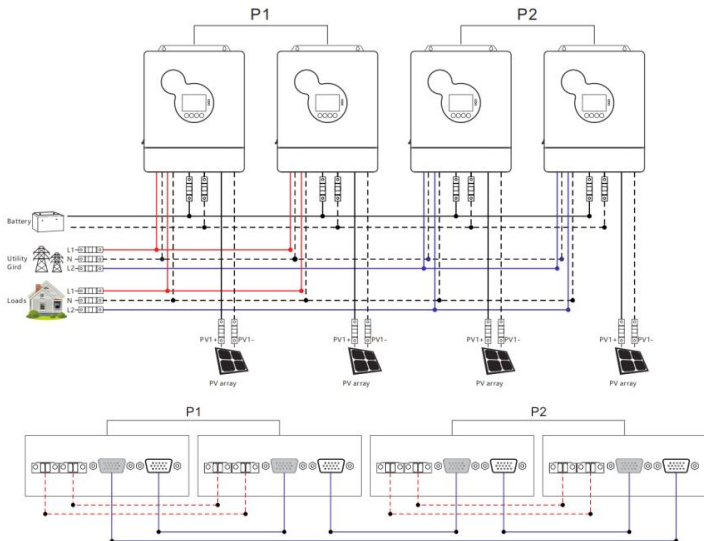 P1 P2
Battery
L1
Utility N
Gird L2
L1
Loads N
L2
PV1+ PV1- PV1+ PV1- PV1+ PV1- PV1+ PV1-
PV array PV array PV array PV array
P1 P2